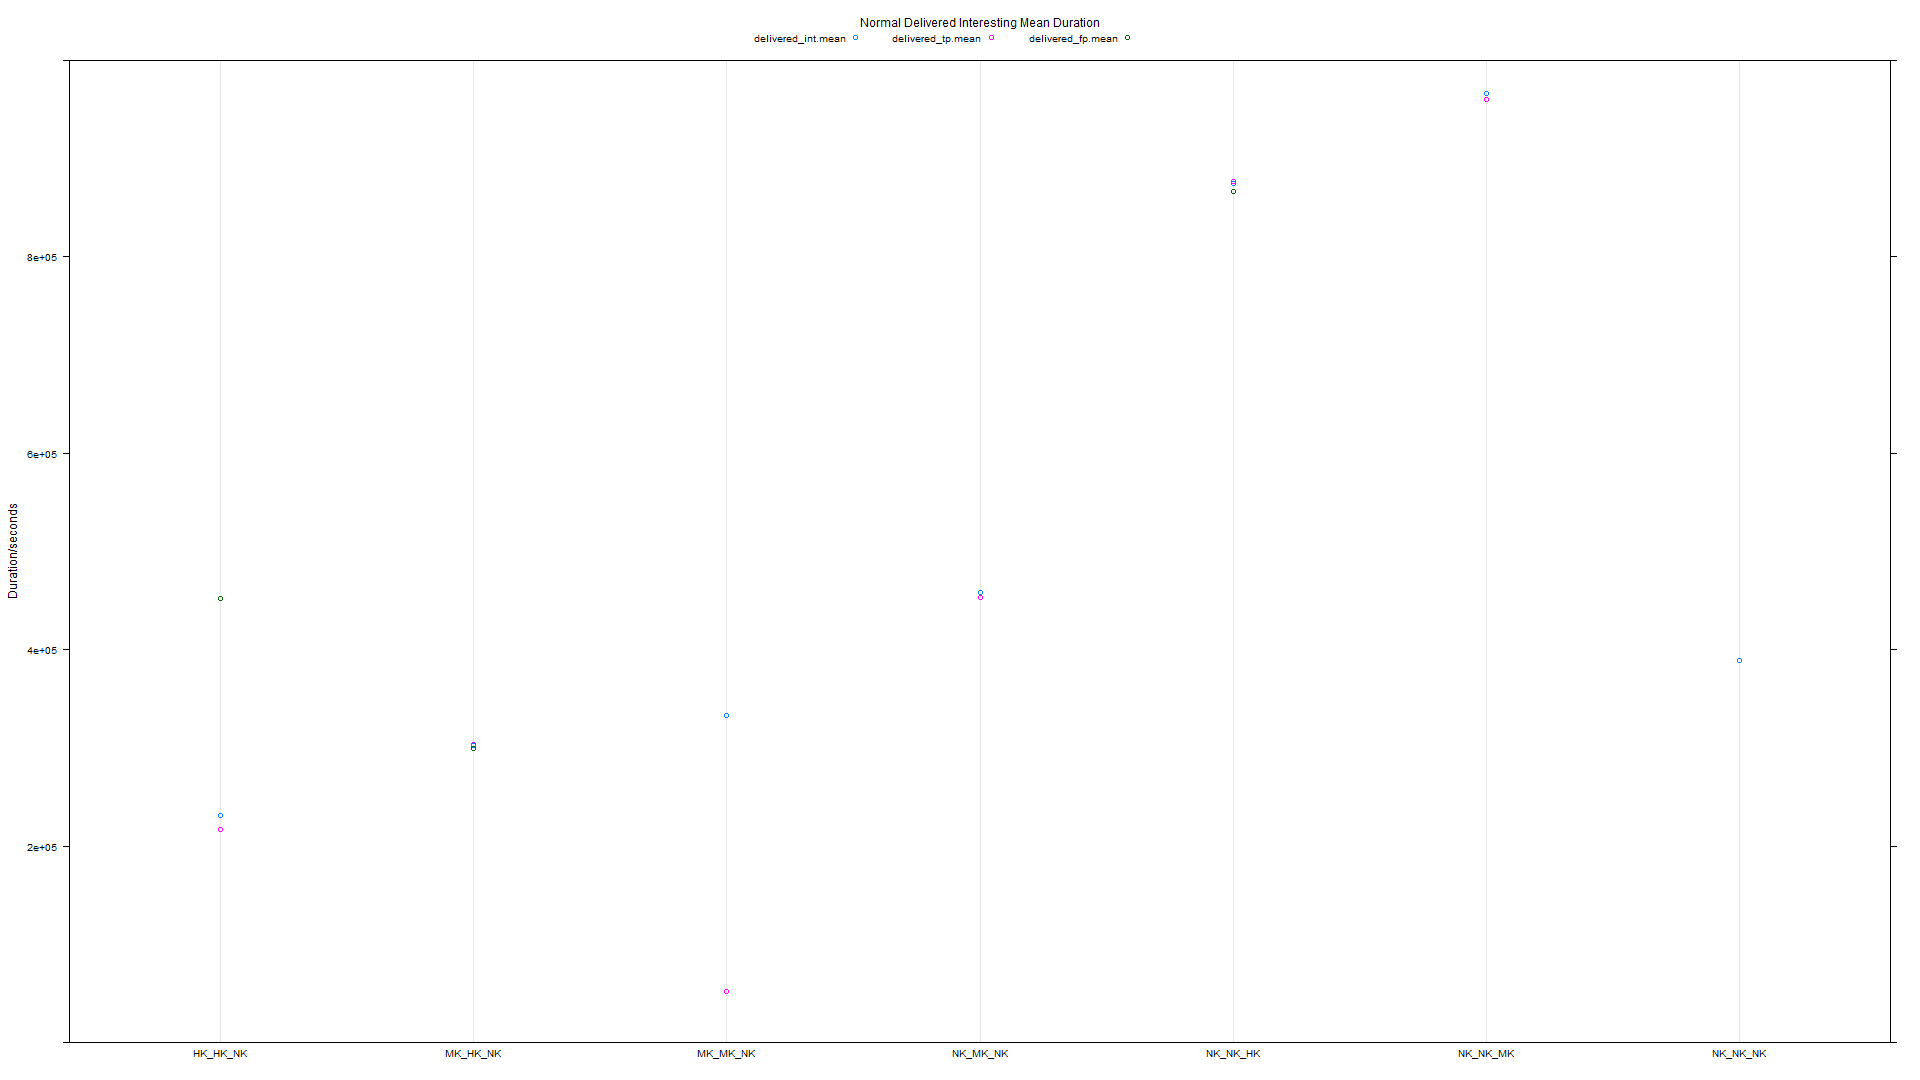 Normal Delivered Interesting Mean Duration
delivered_int.mean delivered_tp.mean delivered_fp.mean
8e+05
6e+05
Duration/seconds
4e+05
2e+05
HK_HK_NK MK_HK_NK MK_MK_NK NK_MK_NK NK_NK_HK NK_NK_MK NK_NK_NK